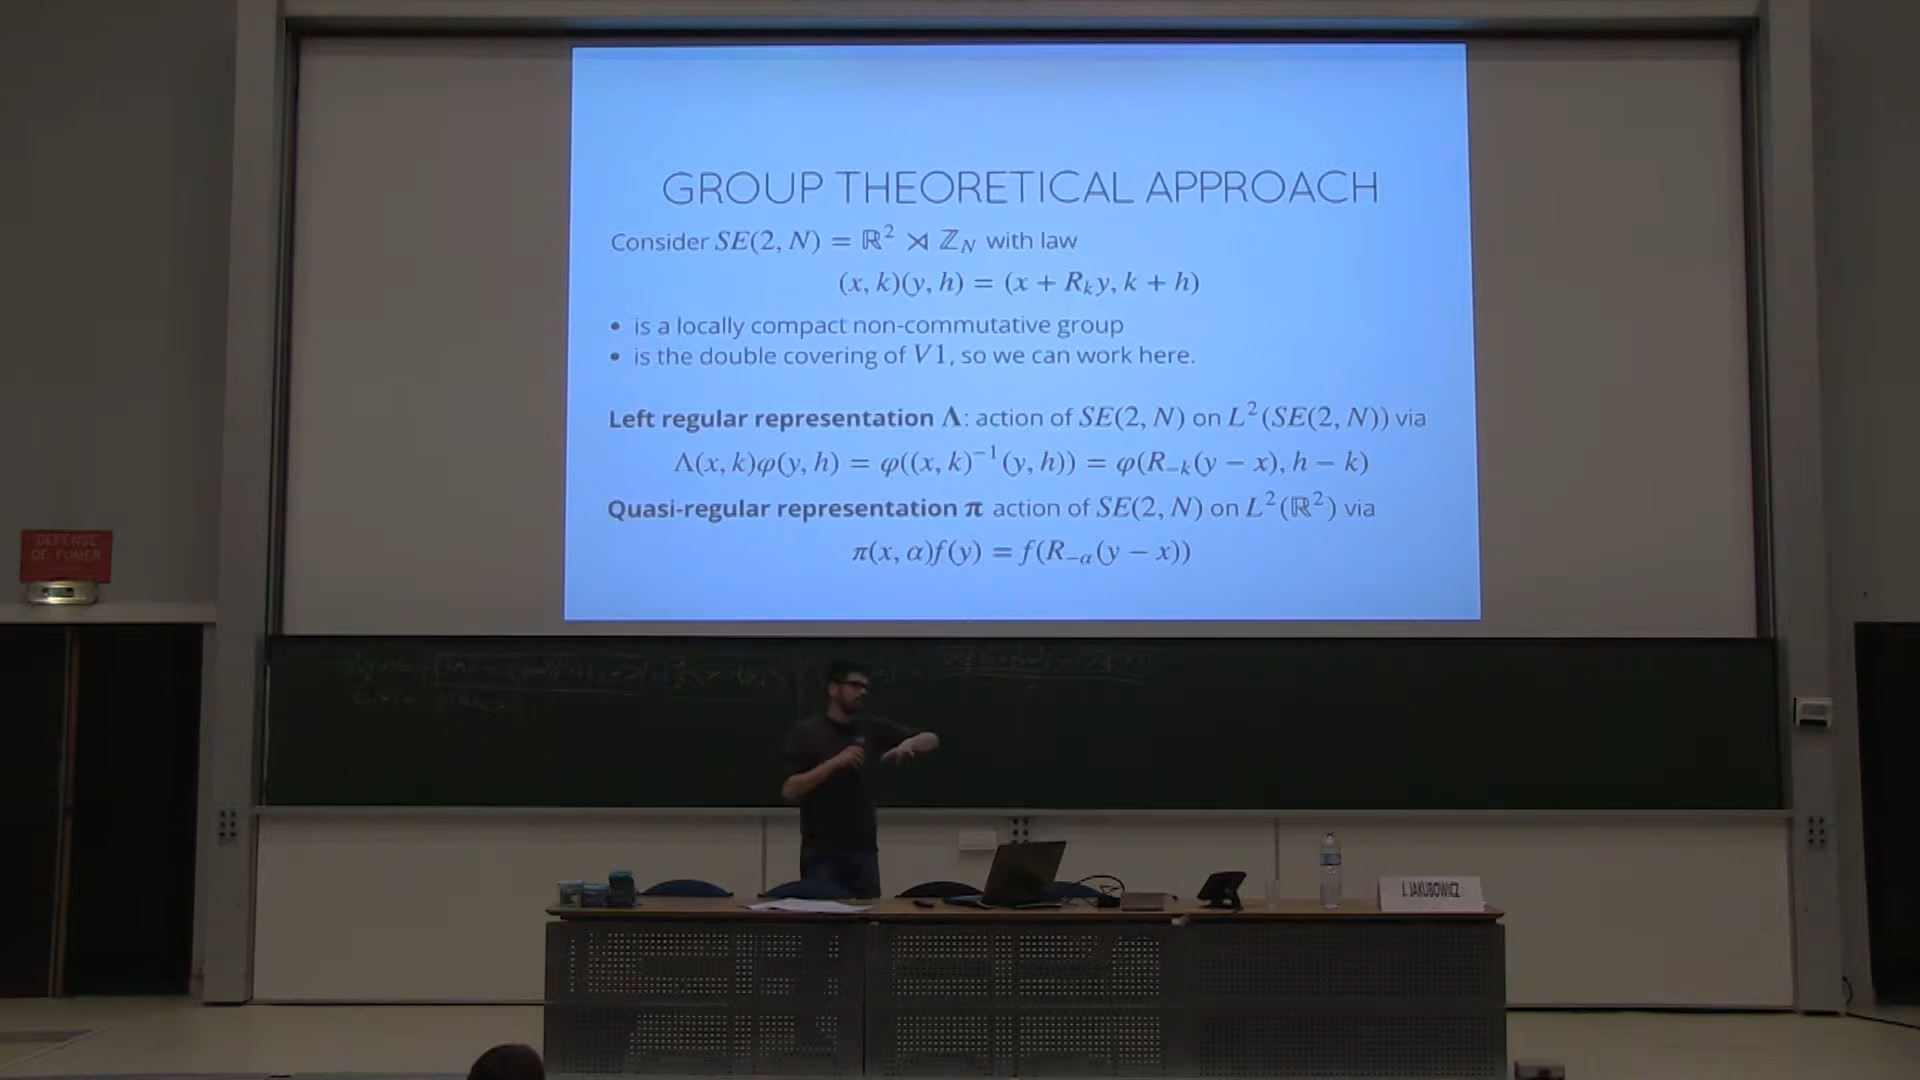 GROUP THEORETICAL APPROACH
Consider SE(2, N) = ℝ² ⋊ ℤ_N with law
(x, k)(y, h) = (x + R_k y, k + h)
• is a locally compact non-commutative group
• is the double covering of V1, so we can work here.
Left regular representation Λ: action of SE(2, N) on L²(SE(2, N)) via
Λ(x, k)φ(y, h) = φ((x, k)⁻¹(y, h)) = φ(R_{−k}(y − x), h − k)
Quasi-regular representation π action of SE(2, N) on L²(ℝ²) via
π(x, α)f(y) = f(R_{−α}(y − x))
DEFENSE
DE FUMER
J. JAKUBOWICZ